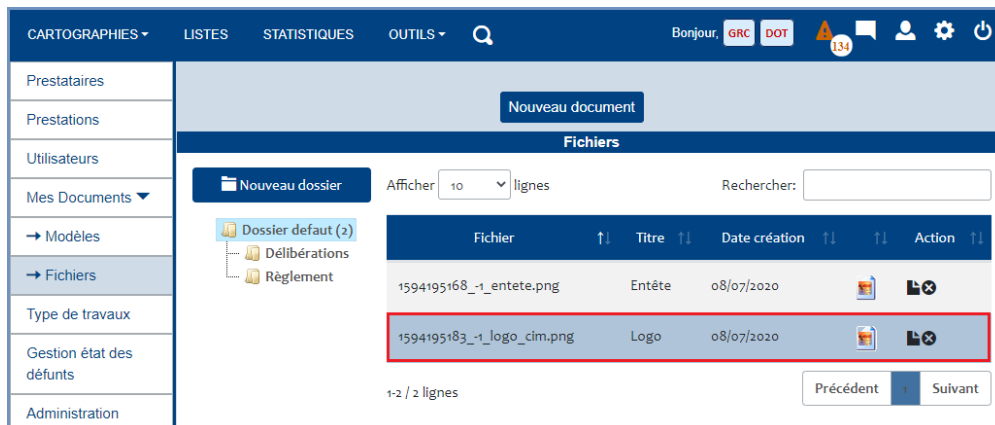 CARTOGRAPHIES LISTES STATISTIQUES OUTILS Bonjour, GRC DOT 134
Prestataires
Prestations
Utilisateurs
Mes Documents
→ Modèles
→ Fichiers
Type de travaux
Gestion état des
défunts
Administration
Nouveau document
Fichiers
Nouveau dossier
Dossier defaut (2)
Délibérations
Règlement
Afficher 10 lignes Rechercher:
Fichier Titre Date création Action
1594195168_-1_entete.png Entête 08/07/2020
1594195183_-1_logo_cim.png Logo 08/07/2020
1-2 / 2 lignes Précédent 1 Suivant